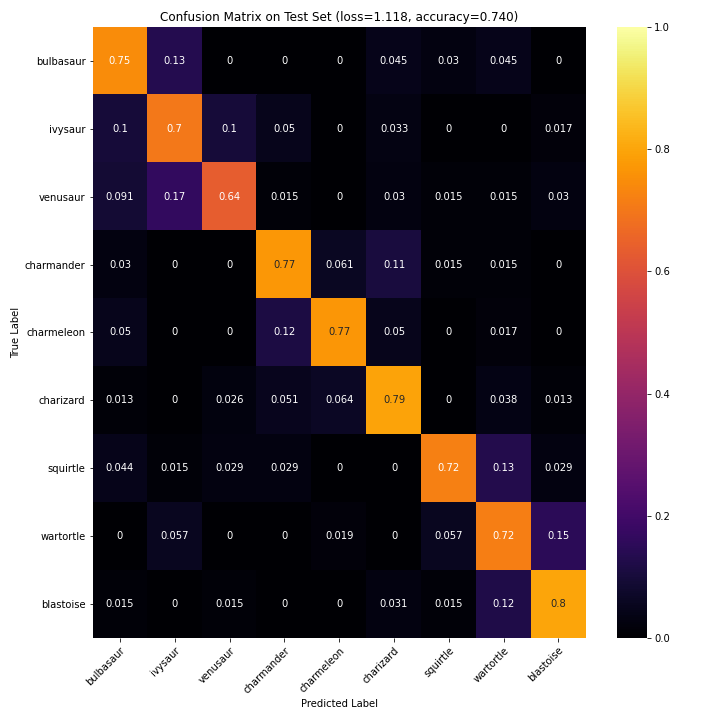 Confusion Matrix on Test Set (loss=1.118, accuracy=0.740)
True Label
bulbasaur 0.75 0.13 0 0 0 0.045 0.03 0.045 0
ivysaur 0.1 0.7 0.1 0.05 0 0.033 0 0 0.017
venusaur 0.091 0.17 0.64 0.015 0 0.03 0.015 0.015 0.03
charmander 0.03 0 0 0.77 0.061 0.11 0.015 0.015 0
charmeleon 0.05 0 0 0.12 0.77 0.05 0 0.017 0
charizard 0.013 0 0.026 0.051 0.064 0.79 0 0.038 0.013
squirtle 0.044 0.015 0.029 0.029 0 0 0.72 0.13 0.029
wartortle 0 0.057 0 0 0.019 0 0.057 0.72 0.15
blastoise 0.015 0 0.015 0 0 0.031 0.015 0.12 0.8
bulbasaur ivysaur venusaur charmander charmeleon charizard squirtle wartortle blastoise
Predicted Label
1.0
0.8
0.6
0.4
0.2
0.0